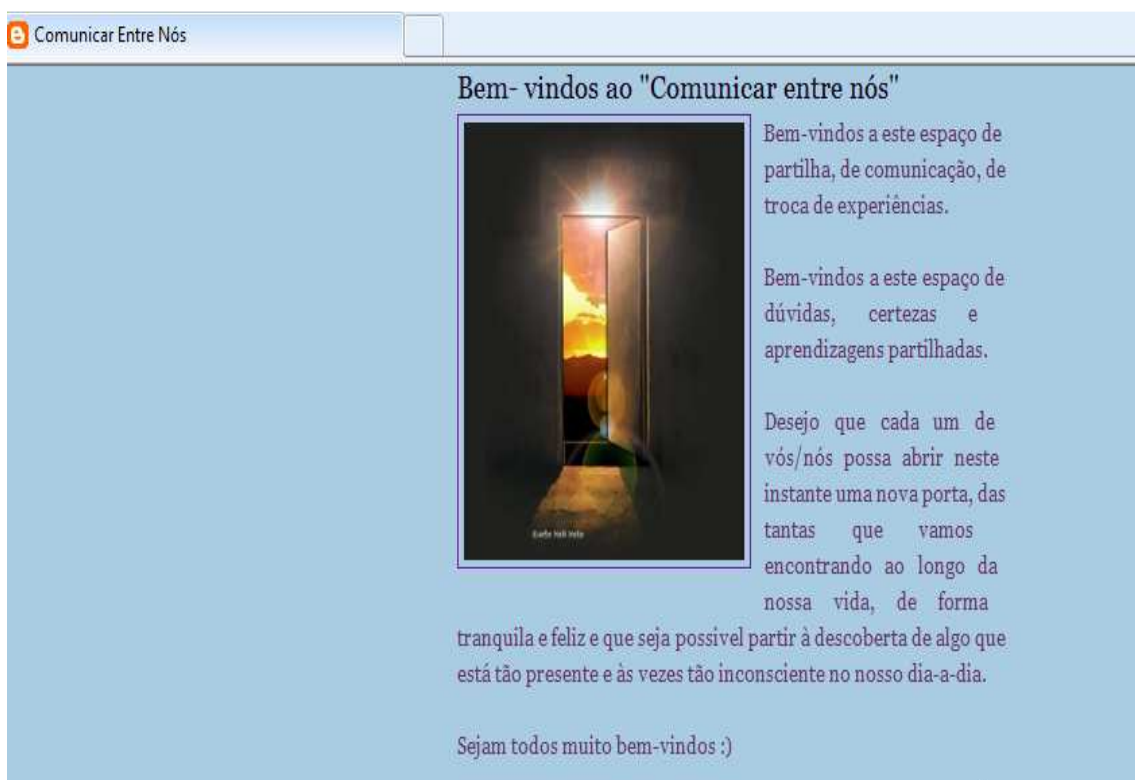 Comunicar Entre Nós
Bem- vindos ao "Comunicar entre nós"
Bem-vindos a este espaço de
partilha, de comunicação, de
troca de experiências.
Bem-vindos a este espaço de
dúvidas, certezas e
aprendizagens partilhadas.
Desejo que cada um de
vós/nós possa abrir neste
instante uma nova porta, das
tantas que vamos
encontrando ao longo da
nossa vida, de forma
tranquila e feliz e que seja possivel partir à descoberta de algo que
está tão presente e às vezes tão inconsciente no nosso dia-a-dia.
Sejam todos muito bem-vindos :)